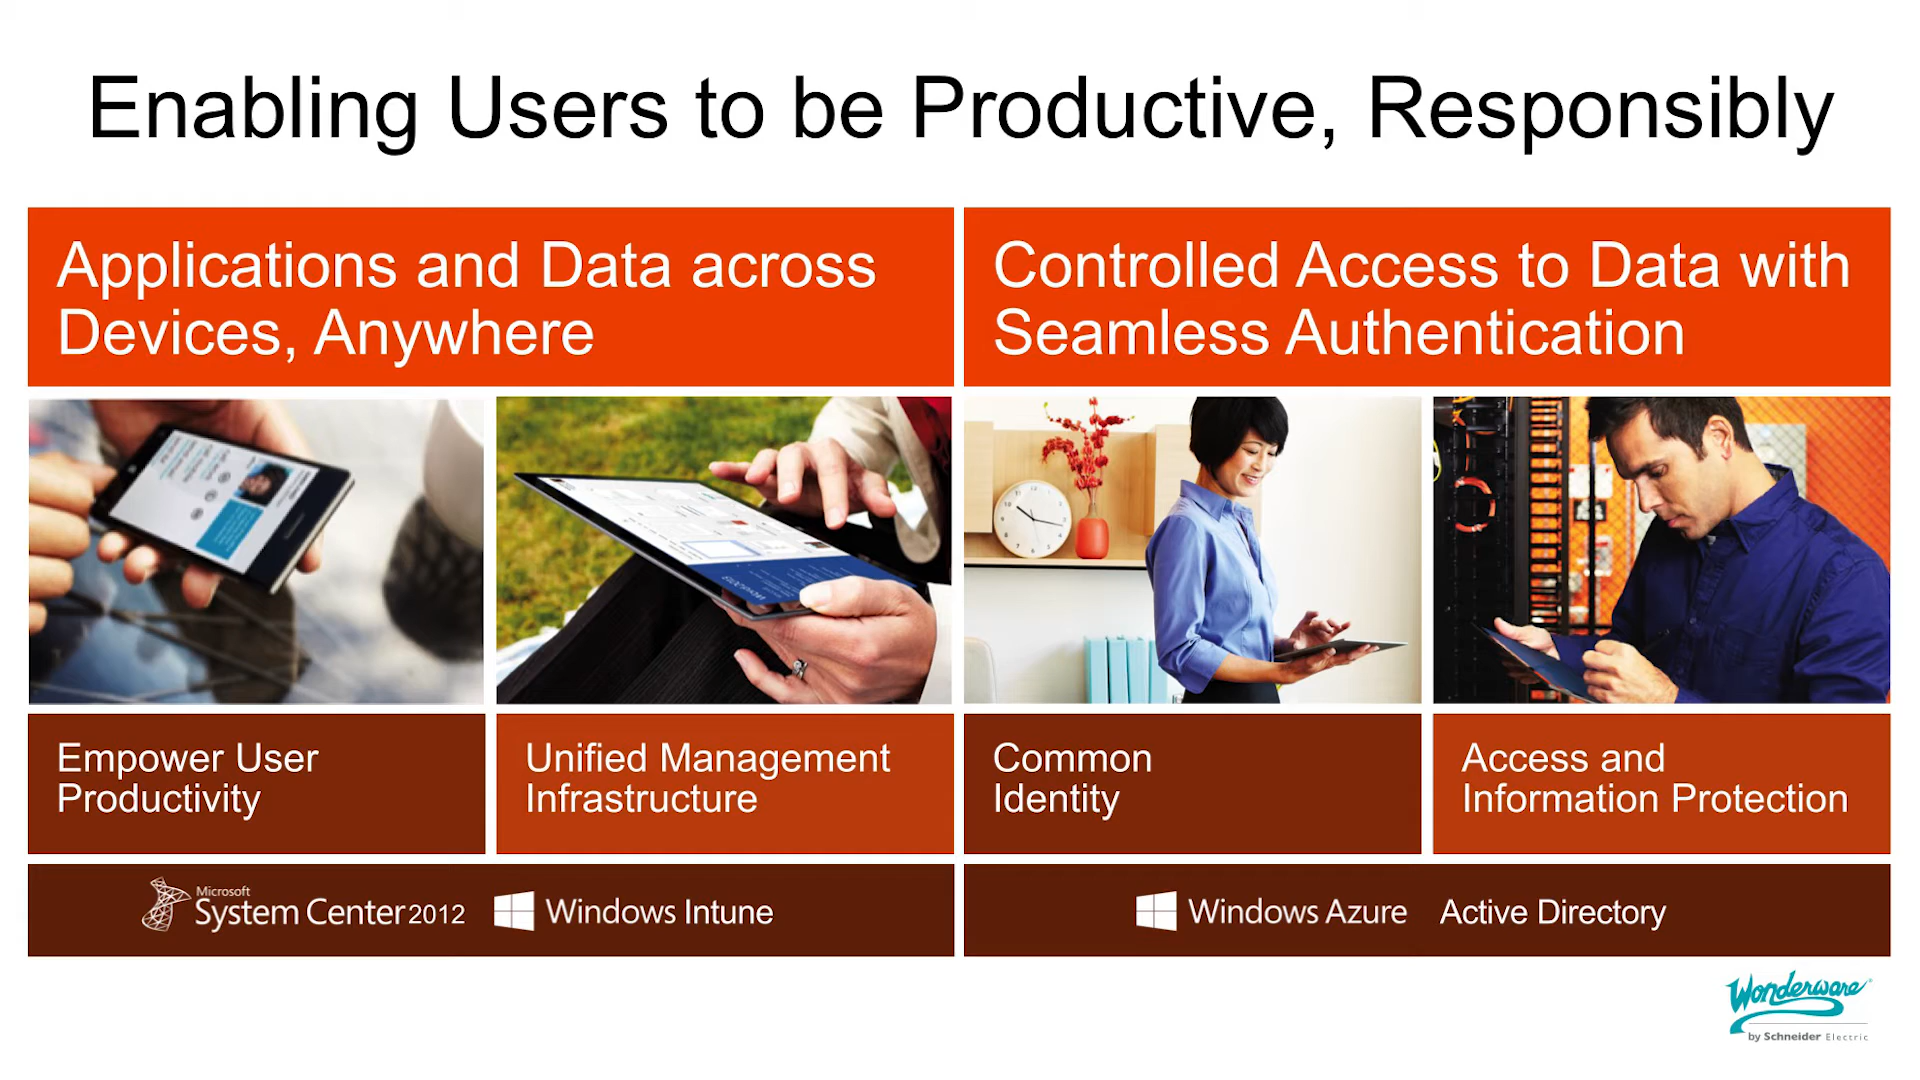 Enabling Users to be Productive, Responsibly
Applications and Data across
Devices, Anywhere
Controlled Access to Data with
Seamless Authentication
Empower User
Productivity
Unified Management
Infrastructure
Common
Identity
Access and
Information Protection
Microsoft
System Center 2012
Windows Intune
Windows Azure
Active Directory
Wonderware
by Schneider Electric